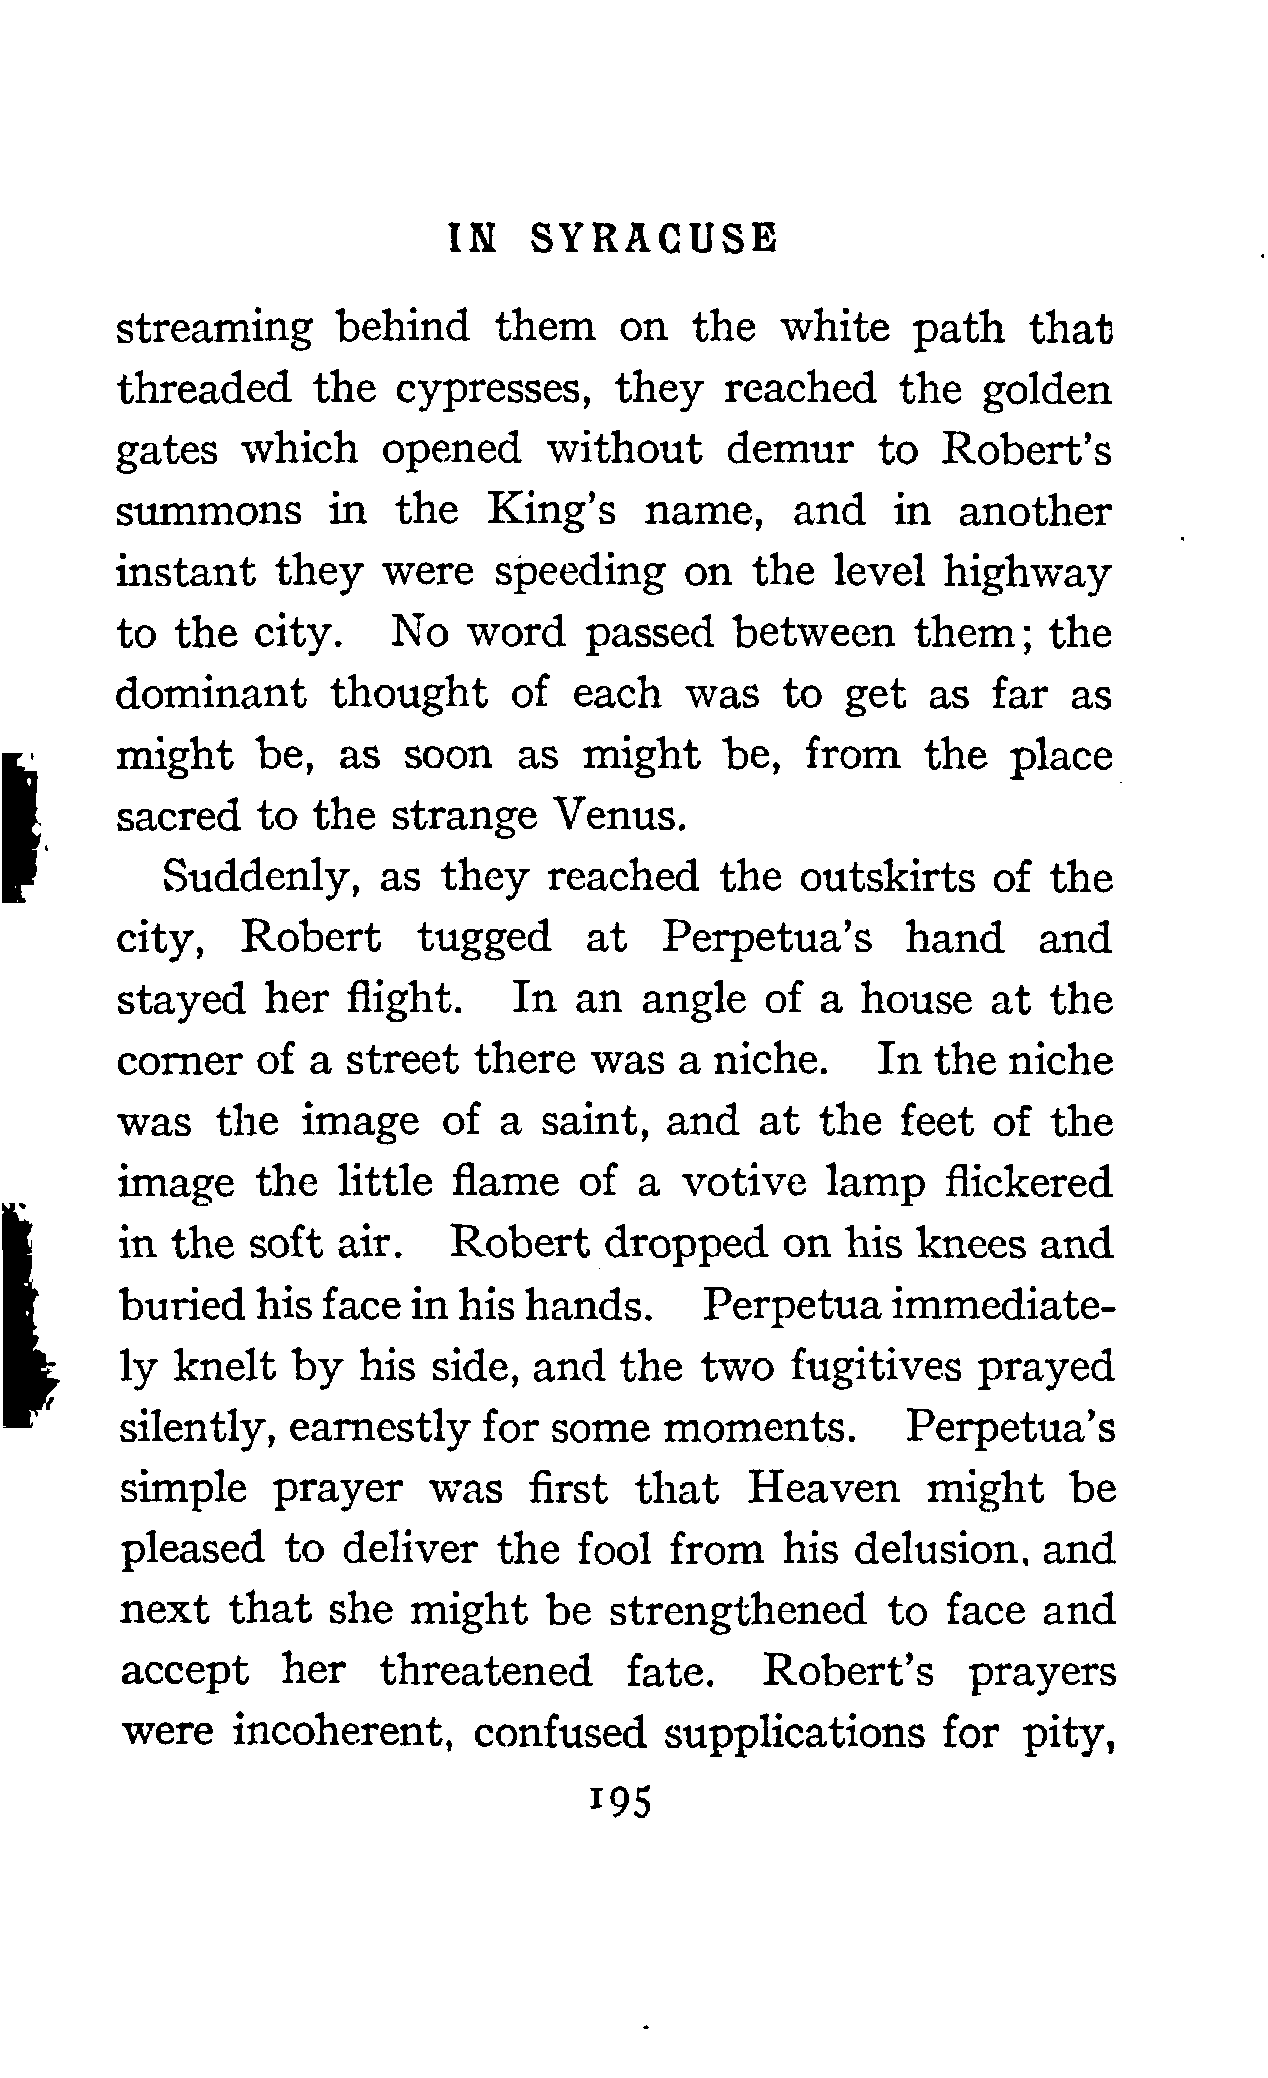 IN SYRACUSE
streaming behind them on the white path that
threaded the cypresses, they reached the golden
gates which opened without demur to Robert's
summons in the King's name, and in another
instant they were speeding on the level highway
to the city. No word passed between them; the
dominant thought of each was to get as far as
might be, as soon as might be, from the place
sacred to the strange Venus.
Suddenly, as they reached the outskirts of the
city, Robert tugged at Perpetua's hand and
stayed her flight. In an angle of a house at the
corner of a street there was a niche. In the niche
was the image of a saint, and at the feet of the
image the little flame of a votive lamp flickered
in the soft air. Robert dropped on his knees and
buried his face in his hands. Perpetua immediate-
ly knelt by his side, and the two fugitives prayed
silently, earnestly for some moments. Perpetua's
simple prayer was first that Heaven might be
pleased to deliver the fool from his delusion, and
next that she might be strengthened to face and
accept her threatened fate. Robert's prayers
were incoherent, confused supplications for pity,
195